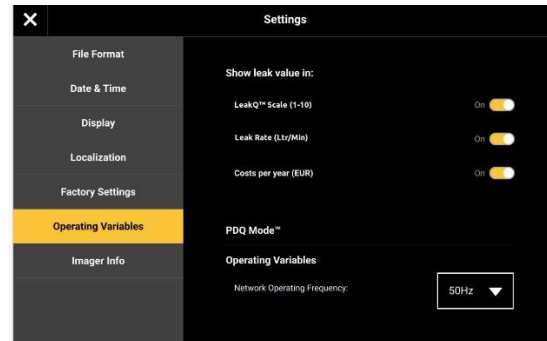 Settings
File Format
Date & Time
Display
Localization
Factory Settings
Operating Variables
Imager Info
Show leak value in:
LeakQ™ Scale (1-10)
On
Leak Rate (Ltr/Min)
On
Costs per year (EUR)
On
PDQ Mode™
Operating Variables
Network Operating Frequency:
50Hz